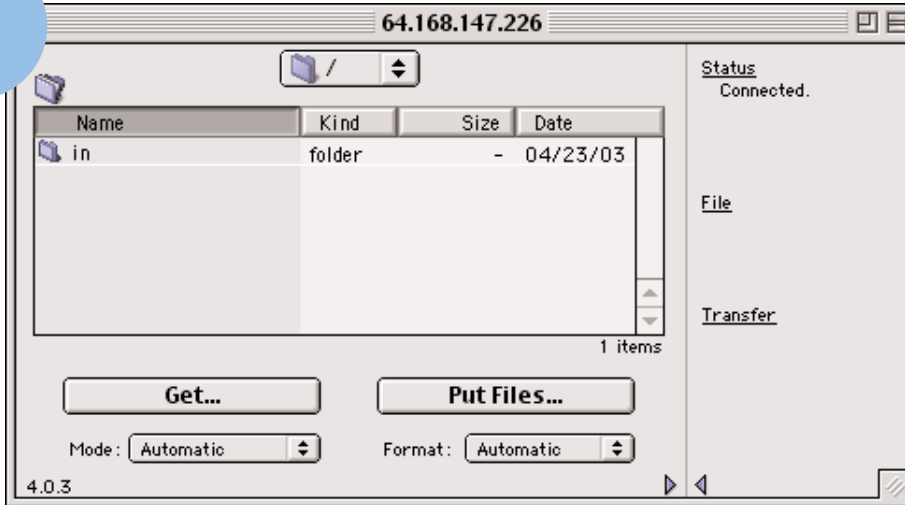 64.168.147.226
/
Status
Connected.
Name Kind Size Date
in folder - 04/23/03
File
Transfer
1 items
Get... Put Files...
Mode: Automatic Format: Automatic
4.0.3